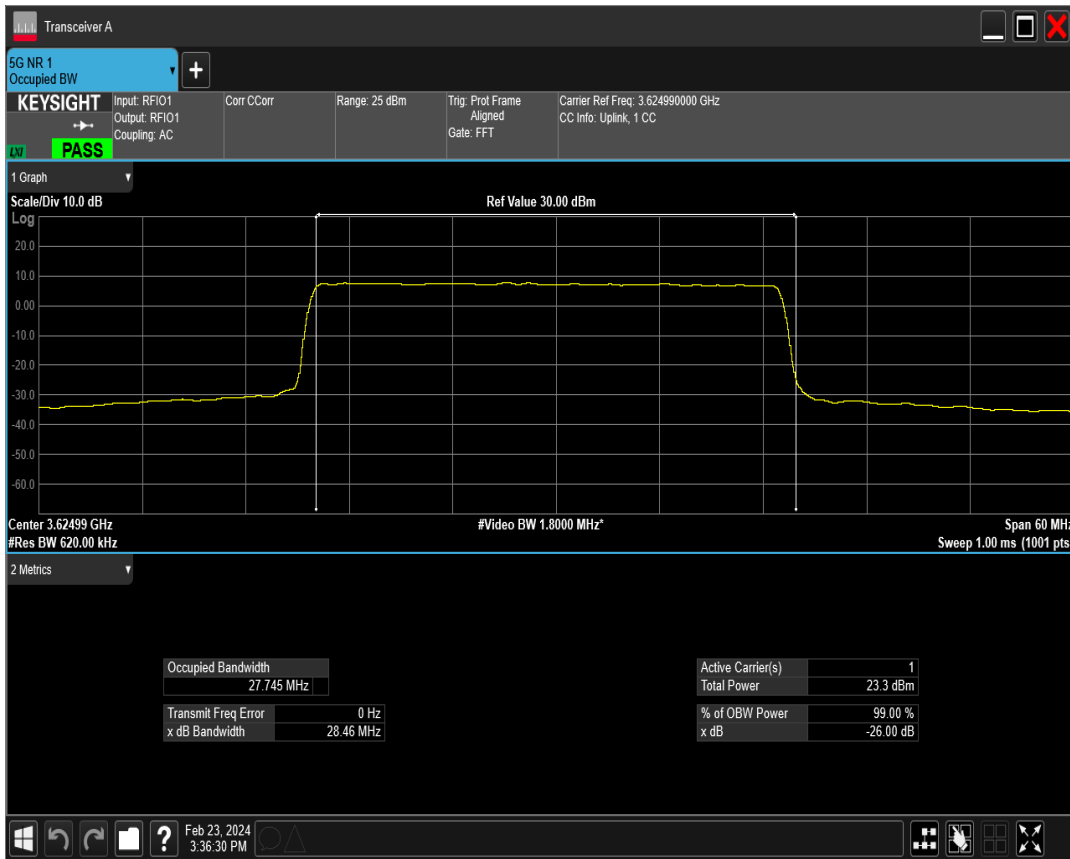 Transceiver A
5G NR 1
Occupied BW
+
KEYSIGHT
LXI
PASS
Input: RFIO1
Output: RFIO1
Coupling: AC
Corr CCorr
Range: 25 dBm
Trig: Prot Frame
Aligned
Gate: FFT
Carrier Ref Freq: 3.624990000 GHz
CC Info: Uplink, 1 CC
1 Graph
Scale/Div 10.0 dB
Ref Value 30.00 dBm
Log
20.0
10.0
0.00
-10.0
-20.0
-30.0
-40.0
-50.0
-60.0
Center 3.62499 GHz
#Video BW 1.8000 MHz*
Span 60 MHz
#Res BW 620.00 kHz
Sweep 1.00 ms (1001 pts
2 Metrics
Occupied Bandwidth
27.745 MHz
Transmit Freq Error 0 Hz
x dB Bandwidth 28.46 MHz
Active Carrier(s) 1
Total Power 23.3 dBm
% of OBW Power 99.00 %
x dB -26.00 dB
?
Feb 23, 2024
3:36:30 PM